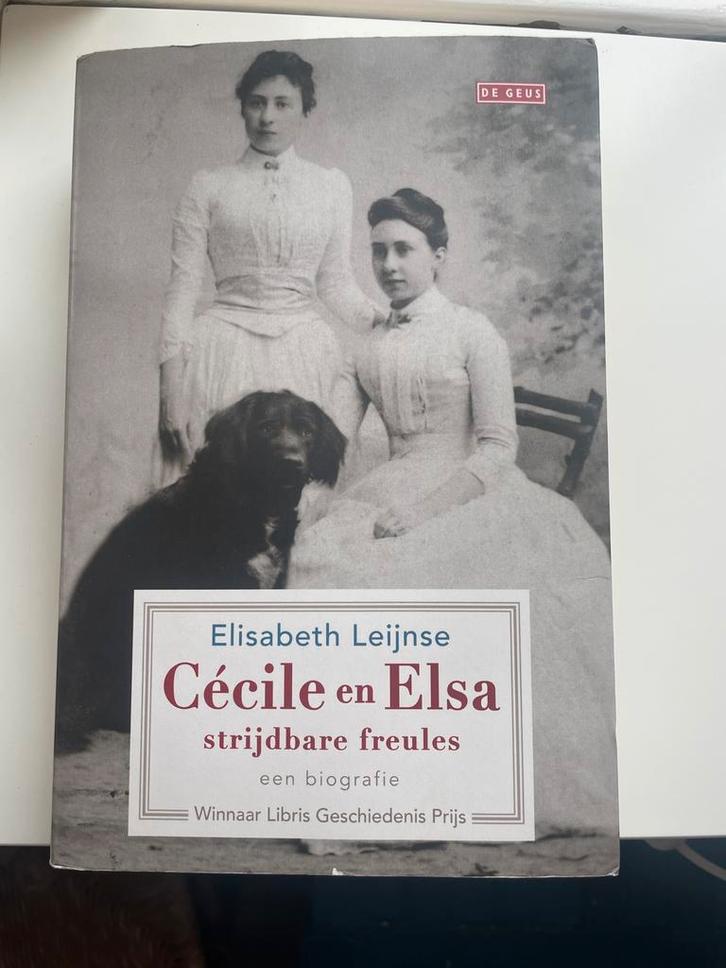 DE GEUS
Elisabeth Leijnse
Cécile en Elsa
strijdbare freules
een biografie
Winnaar Libris Geschiedenis Prijs